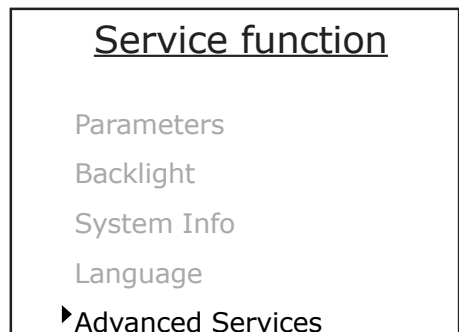 Service function
Parameters
Backlight
System Info
Language
Advanced Services